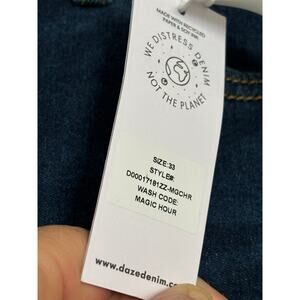 MADE WITH RECYCLED
PAPER & SOY INK
WE DISTRESS DENIM
NOT THE PLANET
SIZE:33
STYLE#:
D00017181ZZ-MGCHR
WASH CODE:
MAGIC HOUR
www.dazedenim.com